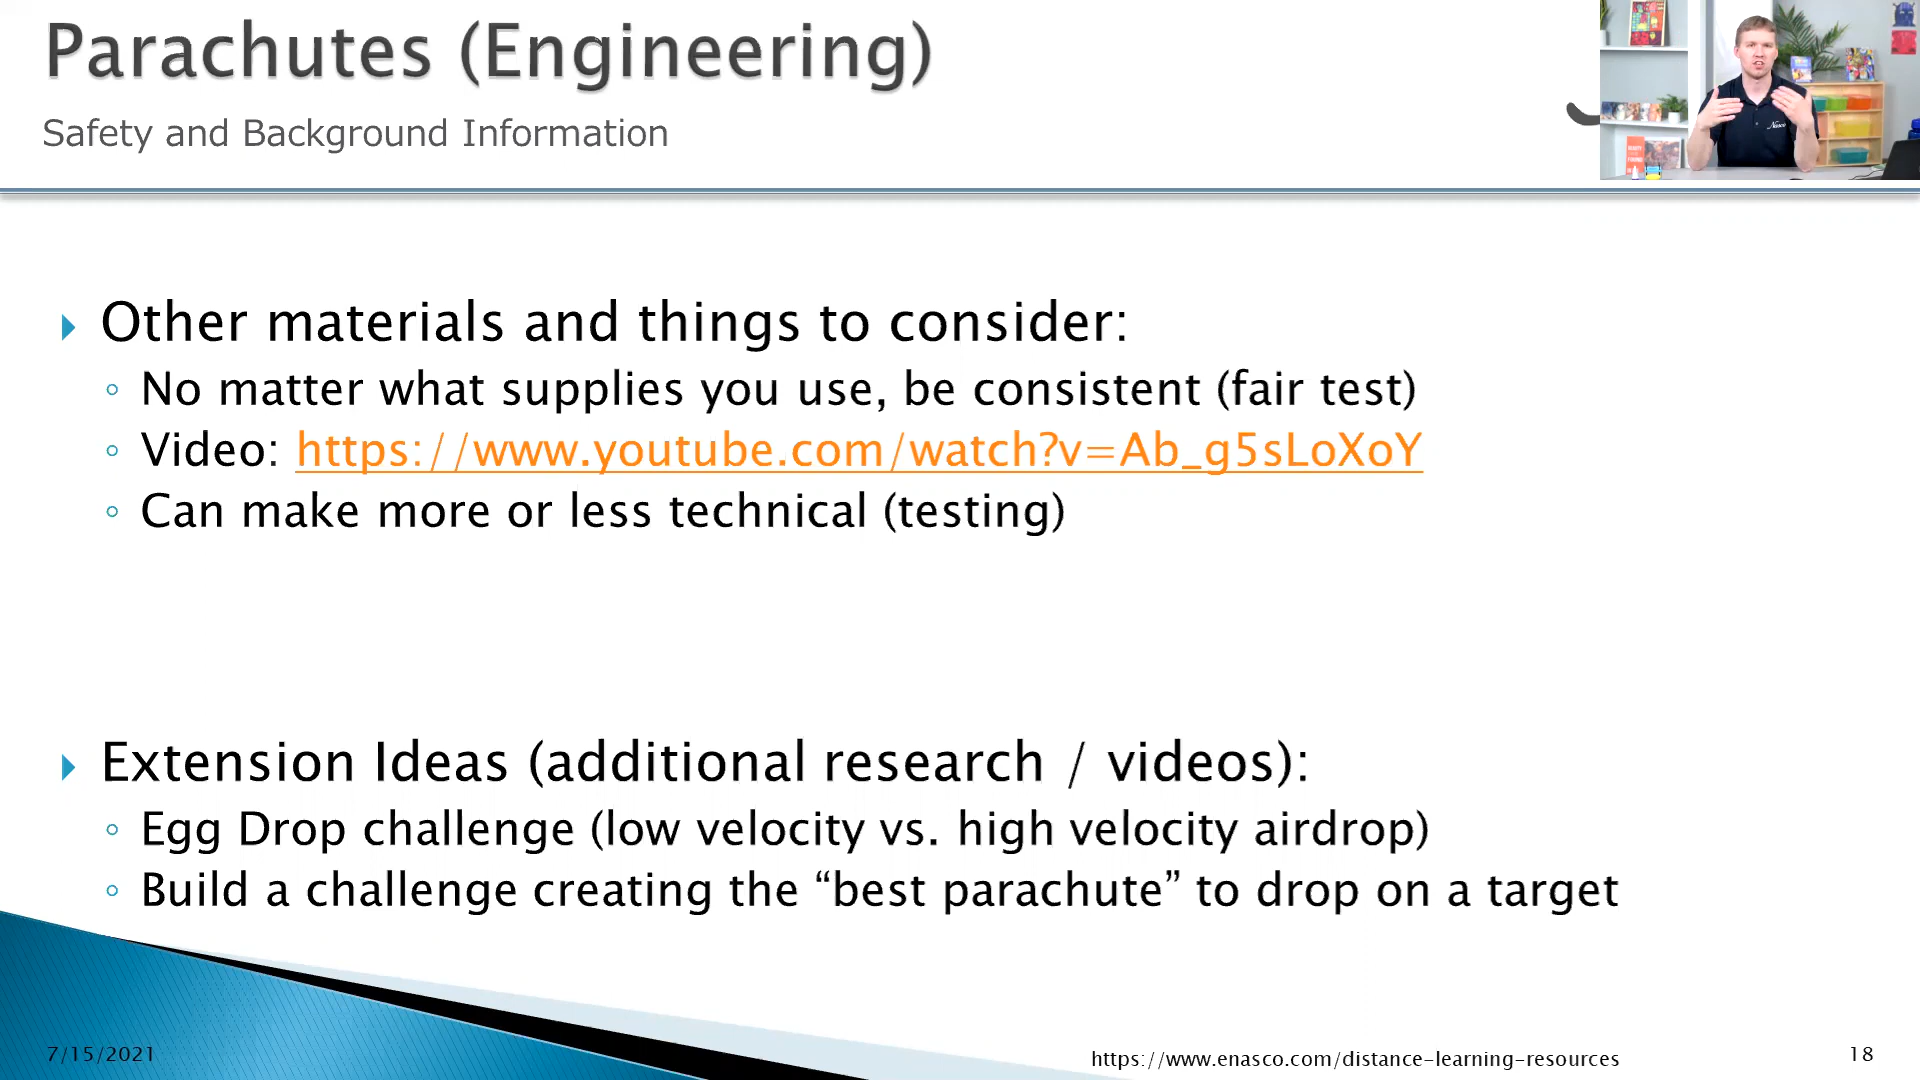 Parachutes (Engineering)
Safety and Background Information
Other materials and things to consider:
No matter what supplies you use, be consistent (fair test)
Video: https://www.youtube.com/watch?v=Ab_g5sLoXoY
Can make more or less technical (testing)
Extension Ideas (additional research / videos):
Egg Drop challenge (low velocity vs. high velocity airdrop)
Build a challenge creating the “best parachute” to drop on a target
7/15/2021
https://www.enasco.com/distance-learning-resources
18